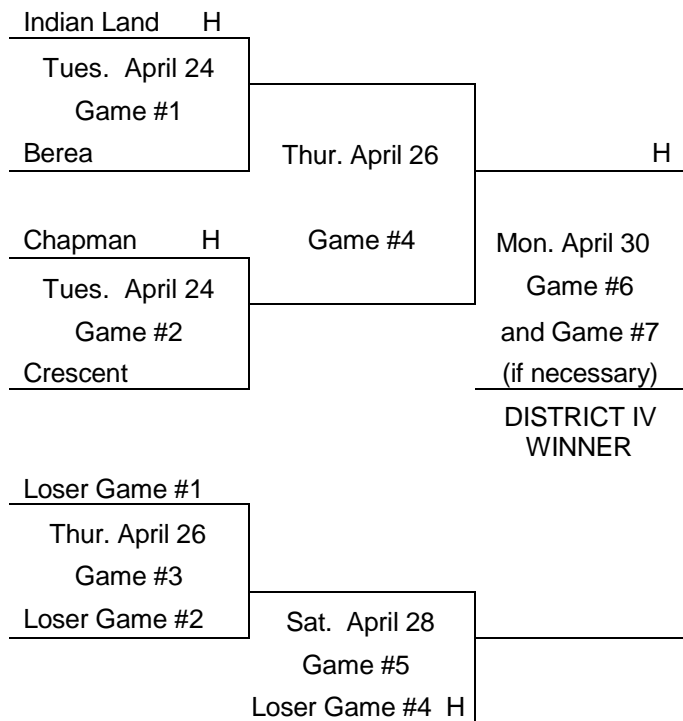 Indian Land H
Tues. April 24
Game #1
Berea
Thur. April 26
H
Chapman H
Game #4
Mon. April 30
Tues. April 24
Game #6
Game #2
and Game #7
Crescent
(if necessary)
DISTRICT IV
WINNER
Loser Game #1
Thur. April 26
Game #3
Loser Game #2
Sat. April 28
Game #5
Loser Game #4 H